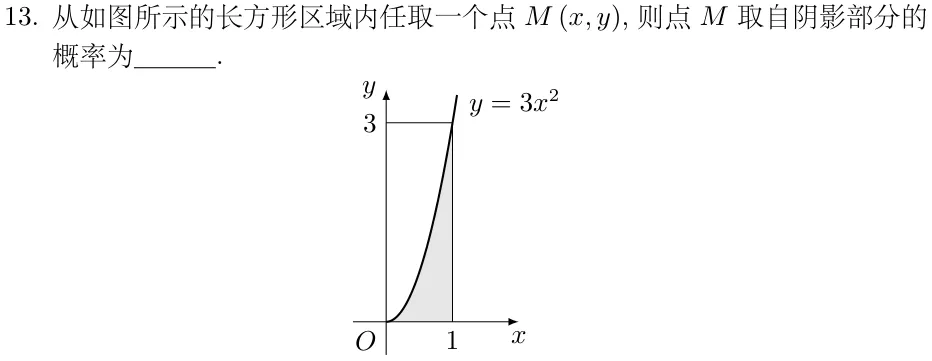 13. 从如图所示的长方形区域内任取一个点 M (x, y), 则点 M 取自阴影部分的
概率为______.
y
y = 3x²
3
O
1
x